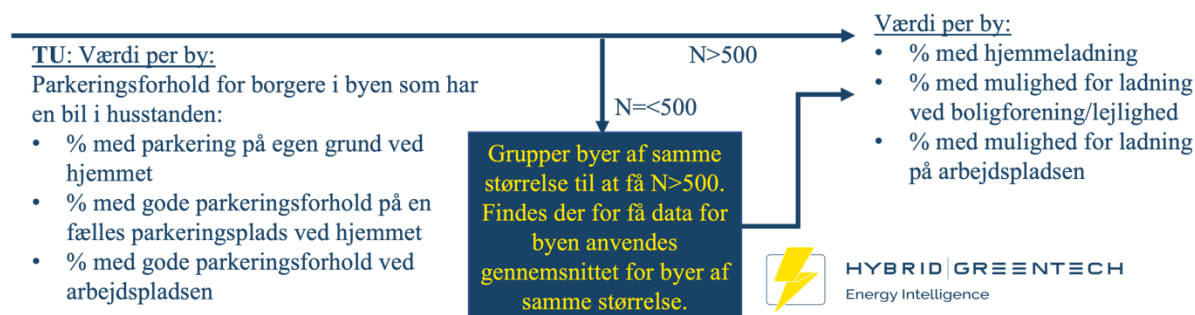 TU: Værdi per by:
Parkeringsforhold for borgere i byen som har
en bil i husstanden:
• % med parkering på egen grund ved
hjemmet
• % med gode parkeringsforhold på en
fælles parkeringsplads ved hjemmet
• % med gode parkeringsforhold ved
arbejdspladsen
N>500
N=<500
Grupper byer af samme
størrelse til at få N>500.
Findes der for få data for
byen anvendes
gennemsnittet for byer af
samme størrelse.
Værdi per by:
• % med hjemmeladning
• % med mulighed for ladning
ved boligforening/lejlighed
• % med mulighed for ladning
på arbejdspladsen
HYBRID|GREENTECH
Energy Intelligence